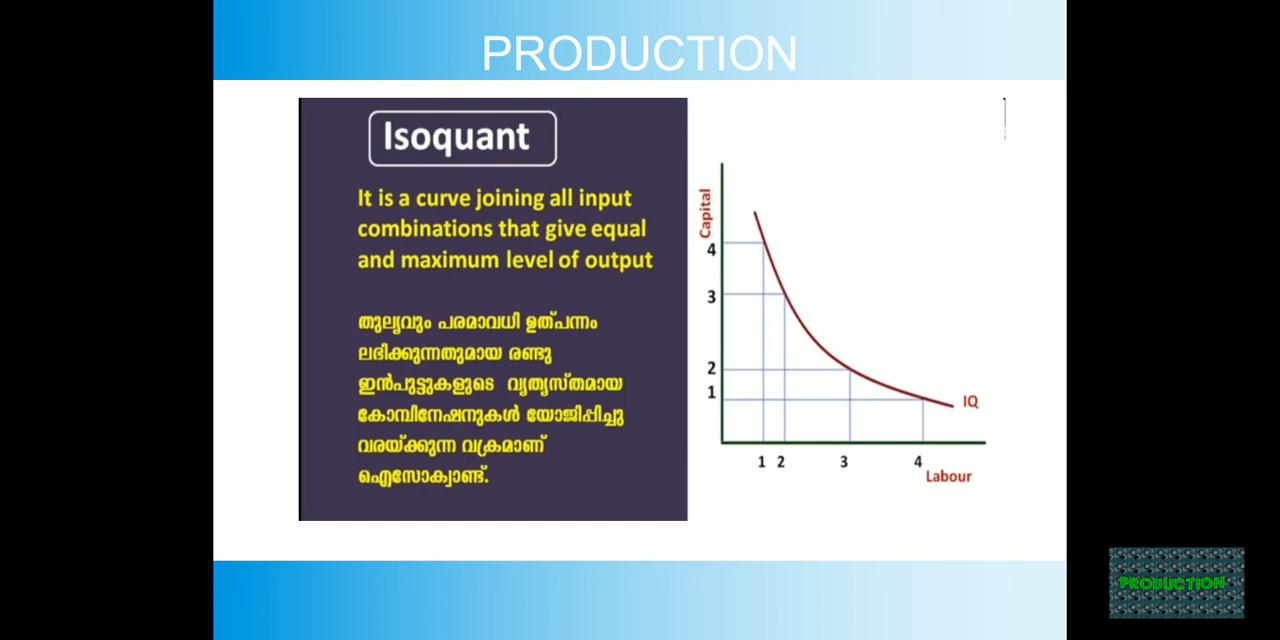 PRODUCTION
Isoquant
It is a curve joining all input
combinations that give equal
and maximum level of output
തുല്യവും പരമാവധി ഉത്പന്നം
ലഭിക്കുന്നതുമായ രണ്ടു
ഇൻപുട്ടുകളുടെ വ്യത്യസ്തമായ
കോമ്പിനേഷനുകൾ യോജിപ്പിച്ചു
വരയ്ക്കുന്ന വക്രമാണ്
ഐസോക്വാണ്ട്.
Capital
4
3
2
1
IQ
1 2 3 4
Labour
PRODUCTION